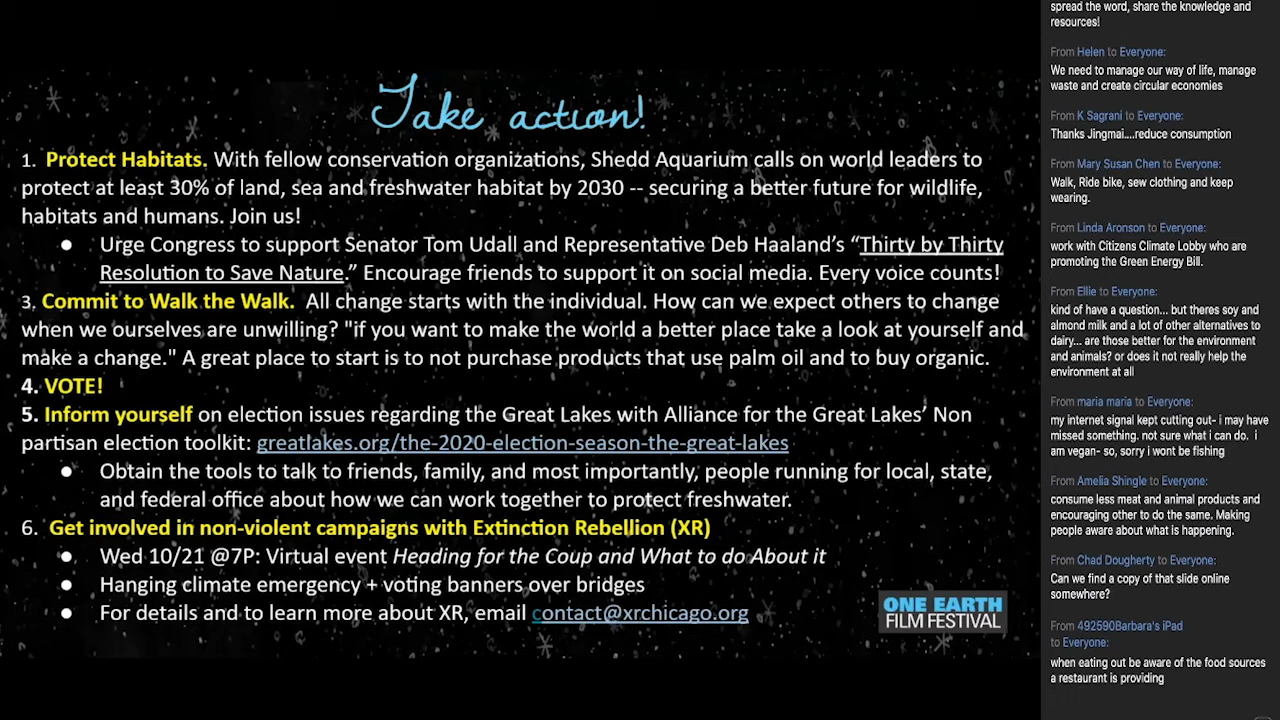 Take action!
1. Protect Habitats. With fellow conservation organizations, Shedd Aquarium calls on world leaders to
protect at least 30% of land, sea and freshwater habitat by 2030 -- securing a better future for wildlife,
habitats and humans. Join us!
● Urge Congress to support Senator Tom Udall and Representative Deb Haaland’s “Thirty by Thirty
Resolution to Save Nature.” Encourage friends to support it on social media. Every voice counts!
3. Commit to Walk the Walk. All change starts with the individual. How can we expect others to change
when we ourselves are unwilling? "if you want to make the world a better place take a look at yourself and
make a change." A great place to start is to not purchase products that use palm oil and to buy organic.
4. VOTE!
5. Inform yourself on election issues regarding the Great Lakes with Alliance for the Great Lakes’ Non
partisan election toolkit: greatlakes.org/the-2020-election-season-the-great-lakes
● Obtain the tools to talk to friends, family, and most importantly, people running for local, state,
and federal office about how we can work together to protect freshwater.
6. Get involved in non-violent campaigns with Extinction Rebellion (XR)
● Wed 10/21 @7P: Virtual event Heading for the Coup and What to do About it
● Hanging climate emergency + voting banners over bridges
● For details and to learn more about XR, email contact@xrchicago.org
ONE EARTH
FILM FESTIVAL
spread the word, share the knowledge and
resources!
From Helen to Everyone:
We need to manage our way of life, manage
waste and create circular economies
From K Sagrani to Everyone:
Thanks Jingmai....reduce consumption
From Mary Susan Chen to Everyone:
Walk, Ride bike, sew clothing and keep
wearing.
From Linda Aronson to Everyone:
work with Citizens Climate Lobby who are
promoting the Green Energy Bill.
From Ellie to Everyone:
kind of have a question... but theres soy and
almond milk and a lot of other alternatives to
dairy... are those better for the environment
and animals? or does it not really help the
environment at all
From maria maria to Everyone:
my internet signal kept cutting out- i may have
missed something. not sure what i can do. i
am vegan- so, sorry i wont be fishing
From Amelia Shingle to Everyone:
consume less meat and animal products and
encouraging other to do the same. Making
people aware about what is happening.
From Chad Dougherty to Everyone:
Can we find a copy of that slide online
somewhere?
From 492590Barbara's iPad
to Everyone:
when eating out be aware of the food sources
a restaurant is providing